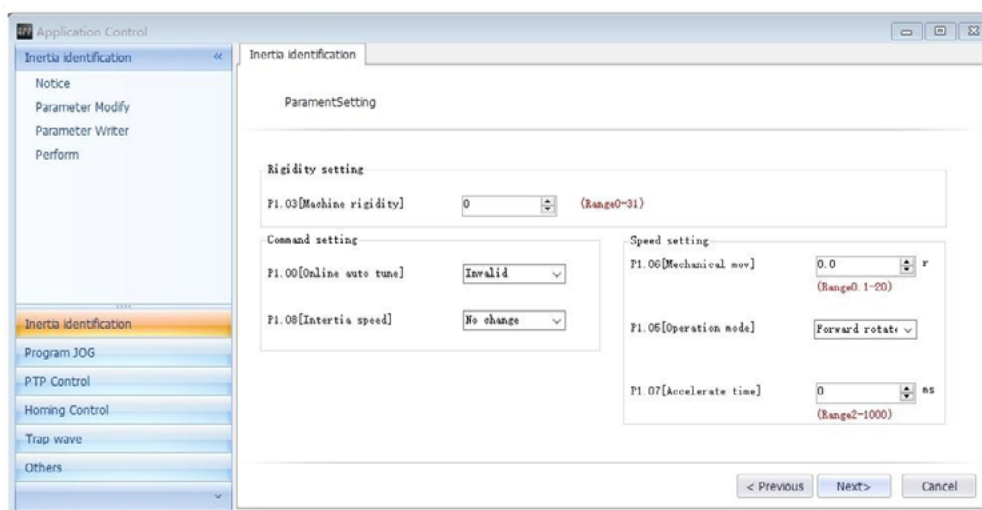 APP Application Control
Inertia identification «
Notice
Parameter Modify
Parameter Writer
Perform
Inertia identification
Program JOG
PTP Control
Homing Control
Trap wave
Others
Inertia identification
ParamentSetting
Rigidity setting
P1.03[Machine rigidity] 0 (Range0-31)
Command setting
P1.00[Online auto tune] Invalid
P1.08[Intertia speed] No change
Speed setting
P1.06[Mechanical mov] 0.0 r
(Range0.1-20)
P1.05[Operation mode] Forward rotate
P1.07[Accelerate time] 0 ms
(Range2-1000)
< Previous Next> Cancel